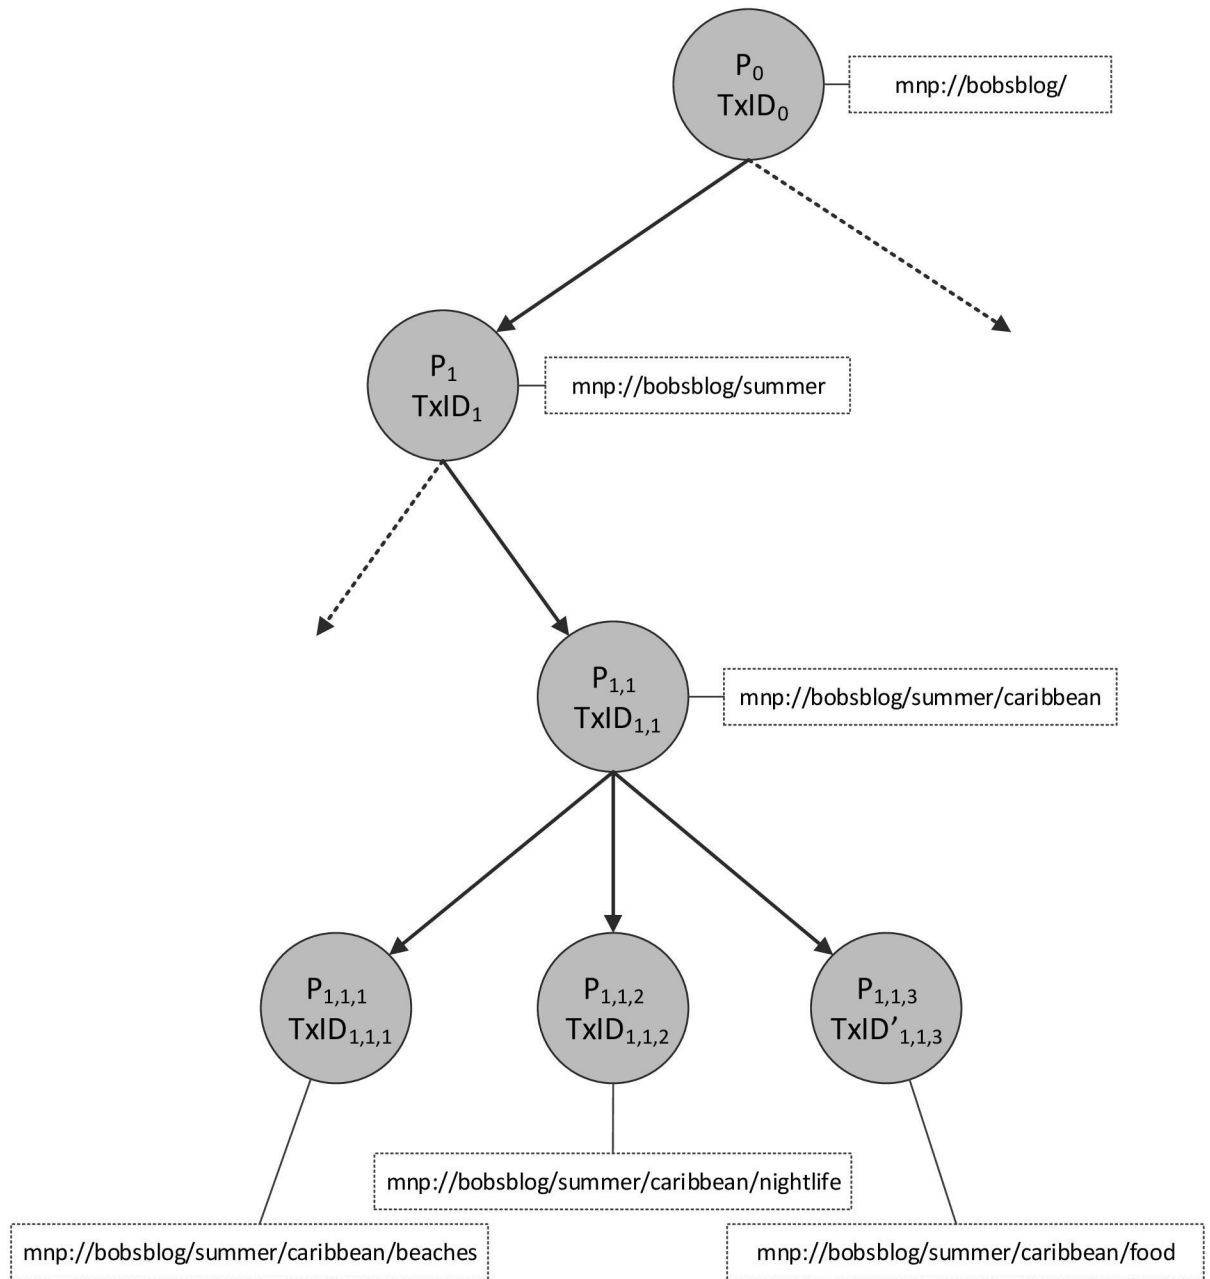 P0
TxID0
mnp://bobsblog/
P1
TxID1
mnp://bobsblog/summer
P1,1
TxID1,1
mnp://bobsblog/summer/caribbean
P1,1,1
TxID1,1,1
P1,1,2
TxID1,1,2
P1,1,3
TxID’1,1,3
mnp://bobsblog/summer/caribbean/nightlife
mnp://bobsblog/summer/caribbean/beaches
mnp://bobsblog/summer/caribbean/food